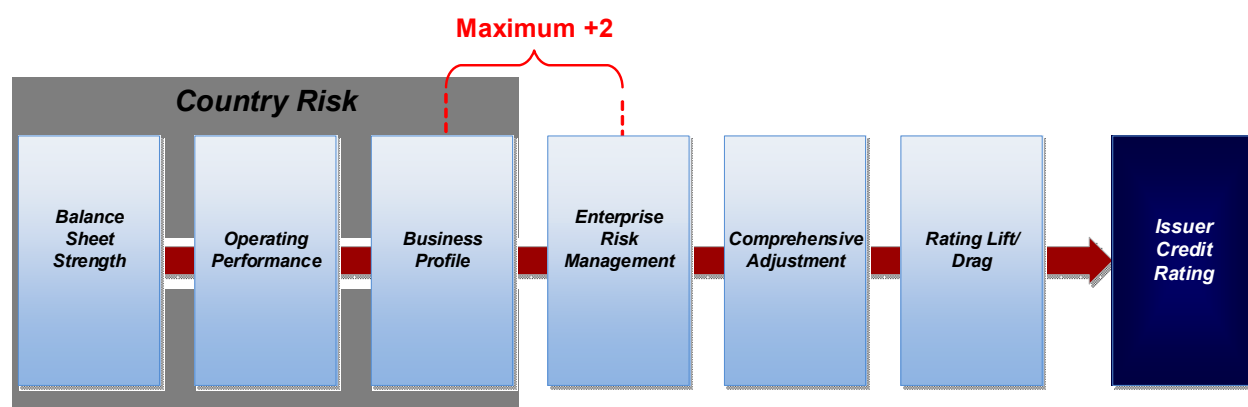 Maximum +2
Country Risk
Balance
Sheet
Strength
Operating
Performance
Business
Profile
Enterprise
Risk
Management
Comprehensive
Adjustment
Rating Lift/
Drag
Issuer
Credit
Rating